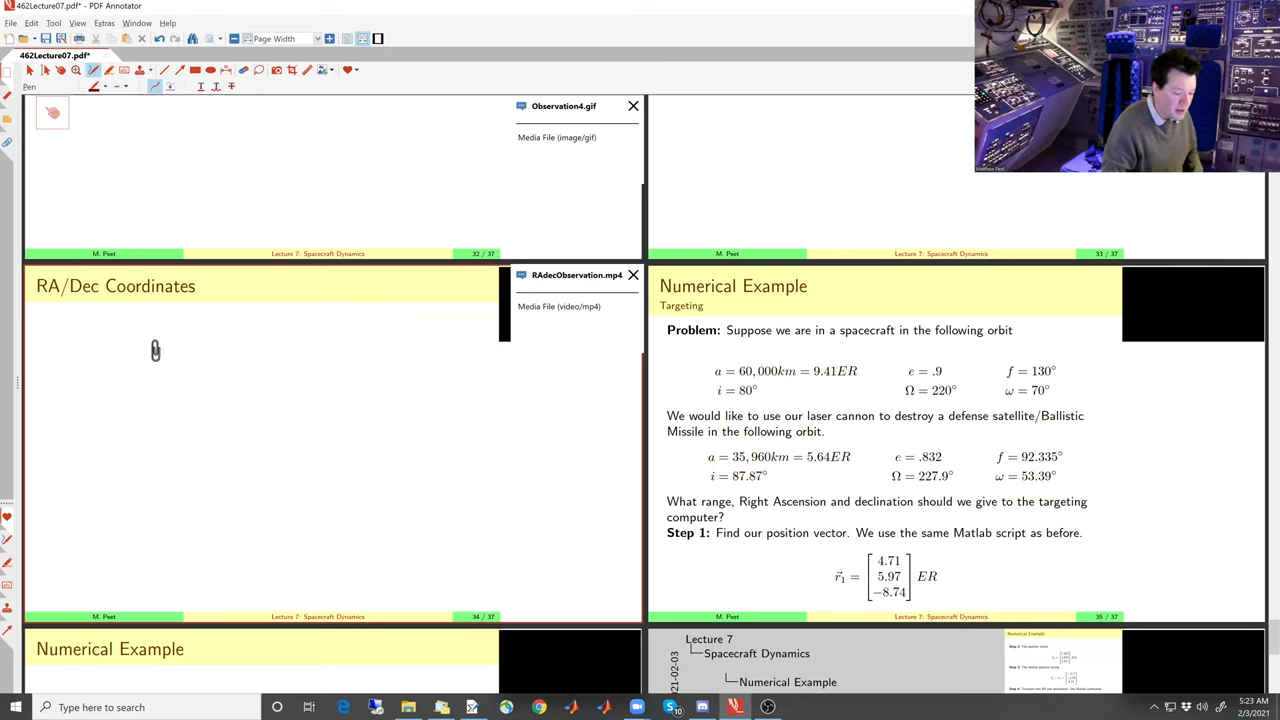 462Lecture07.pdf* - PDF Annotator
File Edit Tool View Extras Window Help
Page Width
462Lecture07.pdf*
Pen
Observation4.gif
Media File (image/gif)
M. Peet Lecture 7: Spacecraft Dynamics 32 / 37
M. Peet Lecture 7: Spacecraft Dynamics 33 / 37
Matthew Peet
RA/Dec Coordinates
RAdecObservation.mp4
Media File (video/mp4)
M. Peet Lecture 7: Spacecraft Dynamics 34 / 37
Numerical Example
Targeting
Problem: Suppose we are in a spacecraft in the following orbit
a = 60,000km = 9.41ER e = .9 f = 130°
i = 80° Ω = 220° ω = 70°
We would like to use our laser cannon to destroy a defense satellite/Ballistic
Missile in the following orbit.
a = 35,960km = 5.64ER e = .832 f = 92.335°
i = 87.87° Ω = 227.9° ω = 53.39°
What range, Right Ascension and declination should we give to the targeting
computer?
Step 1: Find our position vector. We use the same Matlab script as before.
4.71
r⃗₁ = 5.97 ER
−8.74
M. Peet Lecture 7: Spacecraft Dynamics 35 / 37
Numerical Example
Lecture 7
Spacecraft Dynamics
Numerical Example
21-02-03
Numerical Example
Type here to search
10
5:23 AM
2/3/2021